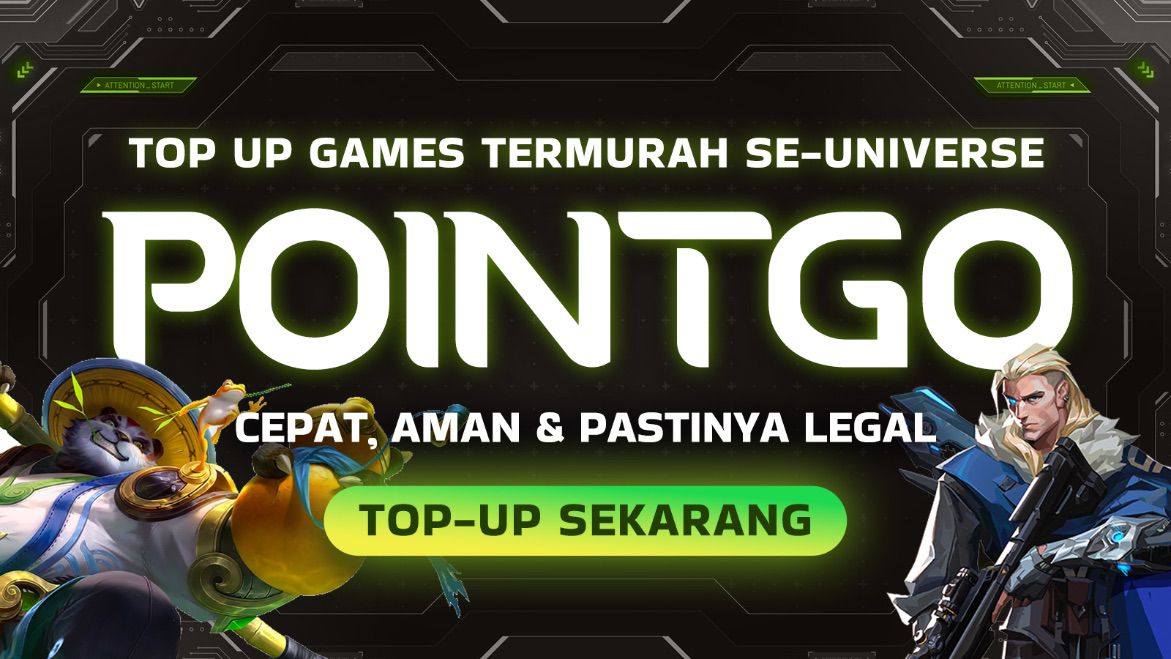 ATTENTION_START
ATTENTION_START
TOP UP GAMES TERMURAH SE-UNIVERSE
POINTGO
CEPAT, AMAN & PASTINYA LEGAL
TOP-UP SEKARANG